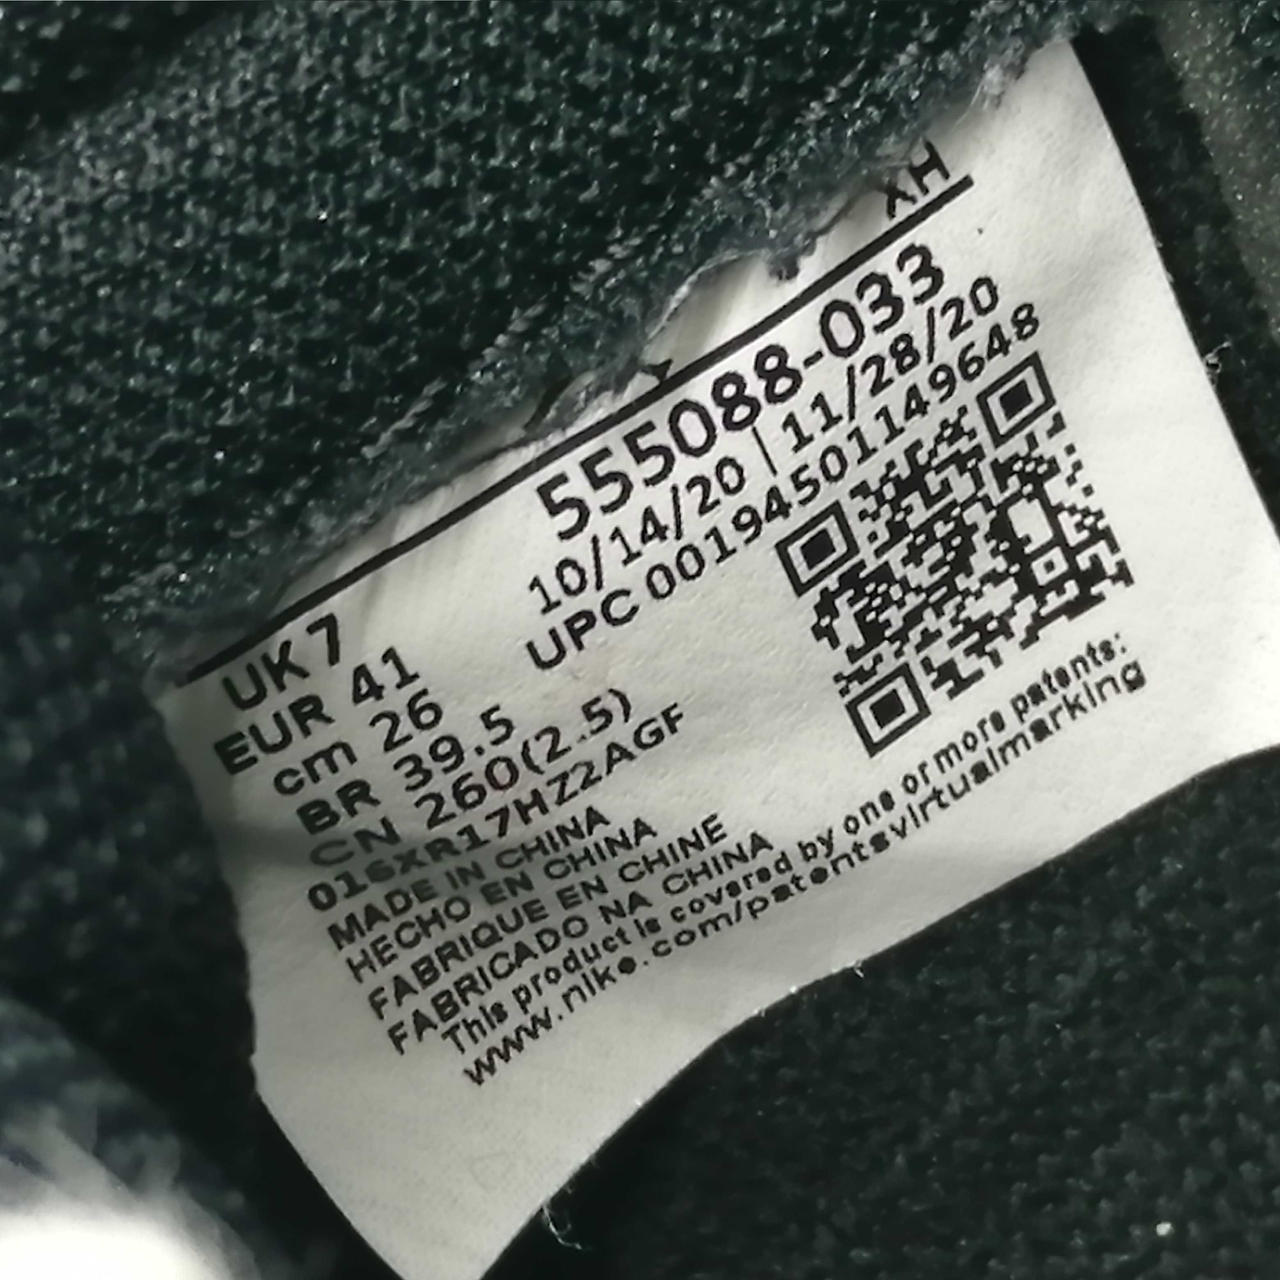 XH
555088-033
10/14/20 | 11/28/20
UPC 00194501149648
UK 7
EUR 41
cm 26
BR 39.5
CN 260(2.5)
016XR17HZ2AGF
MADE IN CHINA
HECHO EN CHINA
FABRIQUE EN CHINE
FABRICADO NA CHINA
This product is covered by one or more patents:
www.nike.com/patentsvirtualmarking